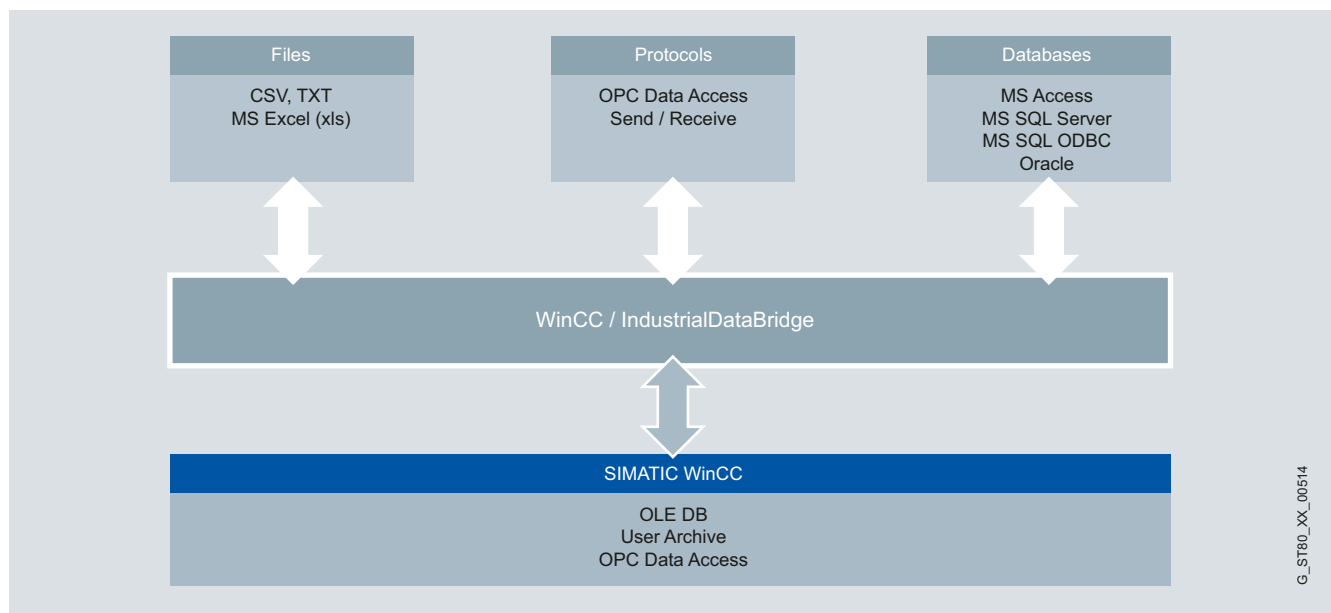 Files
CSV, TXT
MS Excel (xls)
Protocols
OPC Data Access
Send / Receive
Databases
MS Access
MS SQL Server
MS SQL ODBC
Oracle
WinCC / IndustrialDataBridge
SIMATIC WinCC
OLE DB
User Archive
OPC Data Access
G_ST80_XX_00514